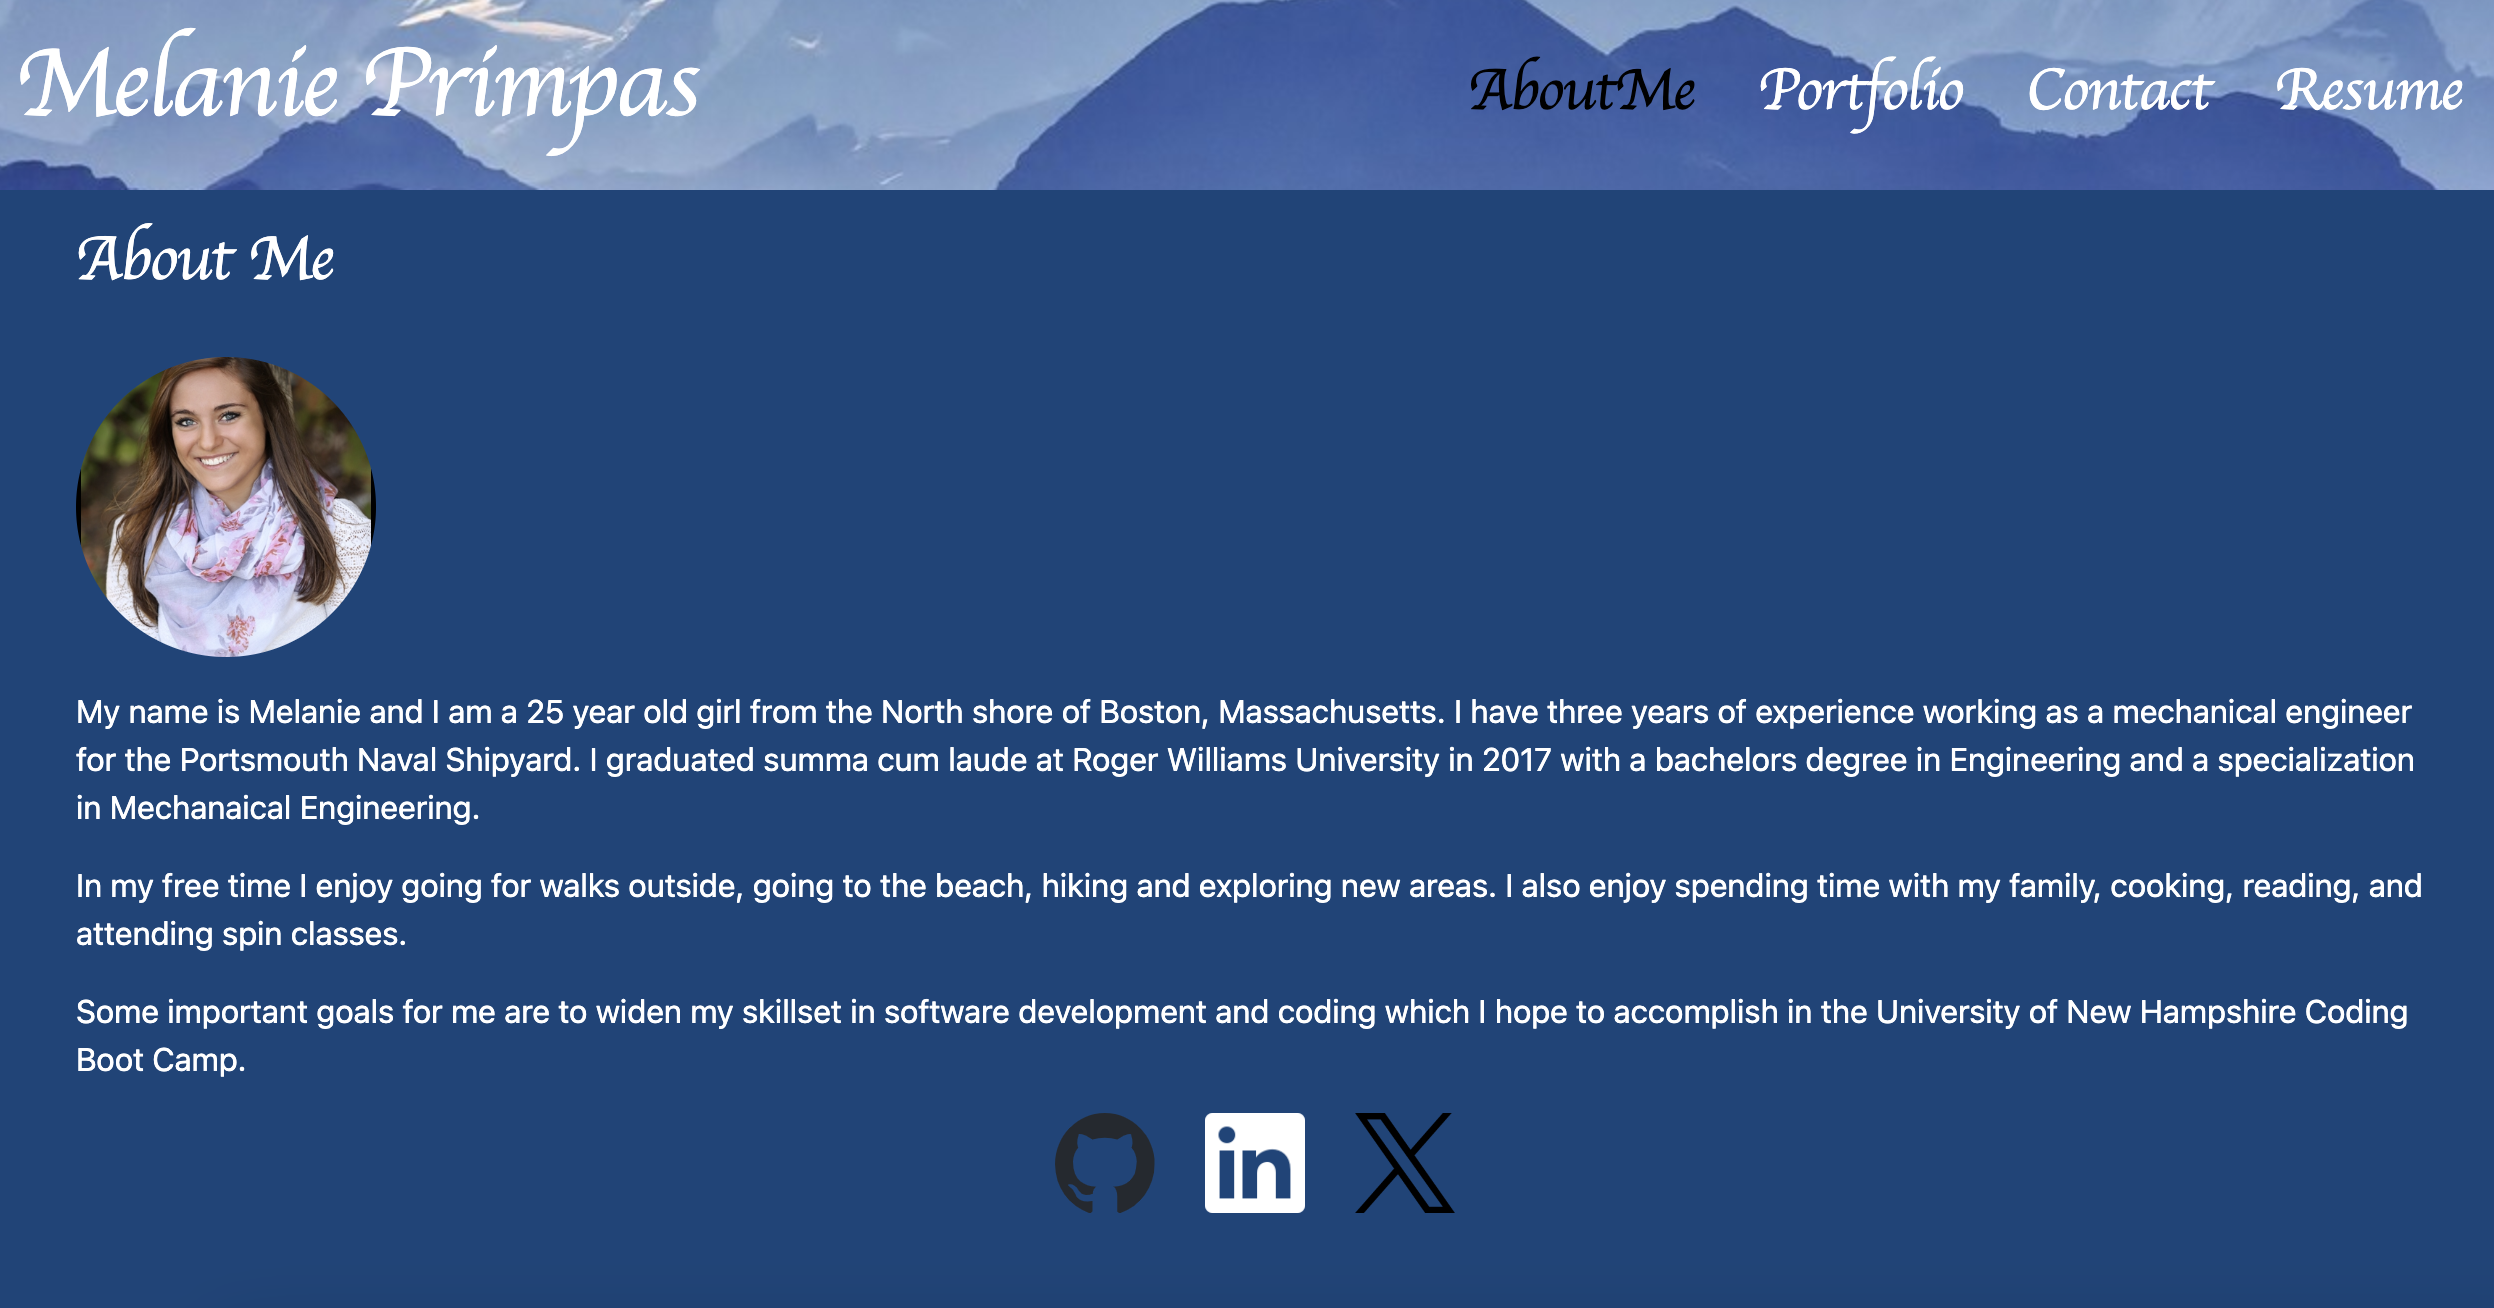 Melanie Primpas
AboutMe Portfolio Contact Resume
About Me
My name is Melanie and I am a 25 year old girl from the North shore of Boston, Massachusetts. I have three years of experience working as a mechanical engineer
for the Portsmouth Naval Shipyard. I graduated summa cum laude at Roger Williams University in 2017 with a bachelors degree in Engineering and a specialization
in Mechanaical Engineering.
In my free time I enjoy going for walks outside, going to the beach, hiking and exploring new areas. I also enjoy spending time with my family, cooking, reading, and
attending spin classes.
Some important goals for me are to widen my skillset in software development and coding which I hope to accomplish in the University of New Hampshire Coding
Boot Camp.
in X